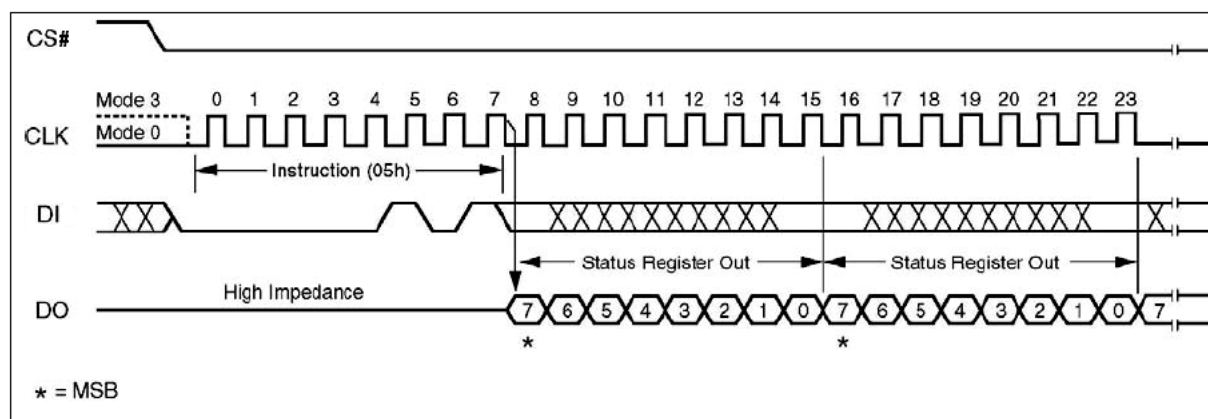 CS#
Mode 3 0 1 2 3 4 5 6 7 8 9 10 11 12 13 14 15 16 17 18 19 20 21 22 23
CLK Mode 0
Instruction (05h)
DI
Status Register Out Status Register Out
High Impedance
DO 7 6 5 4 3 2 1 0 7 6 5 4 3 2 1 0 7
* *
* = MSB